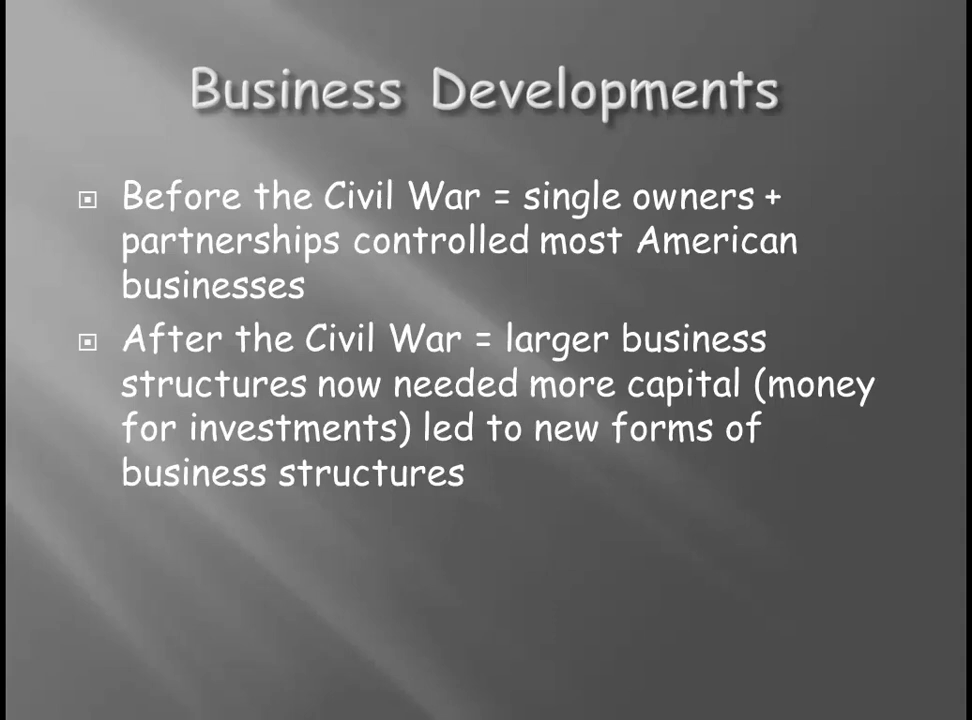 Business Developments
Before the Civil War = single owners +
partnerships controlled most American
businesses
After the Civil War = larger business
structures now needed more capital (money
for investments) led to new forms of
business structures